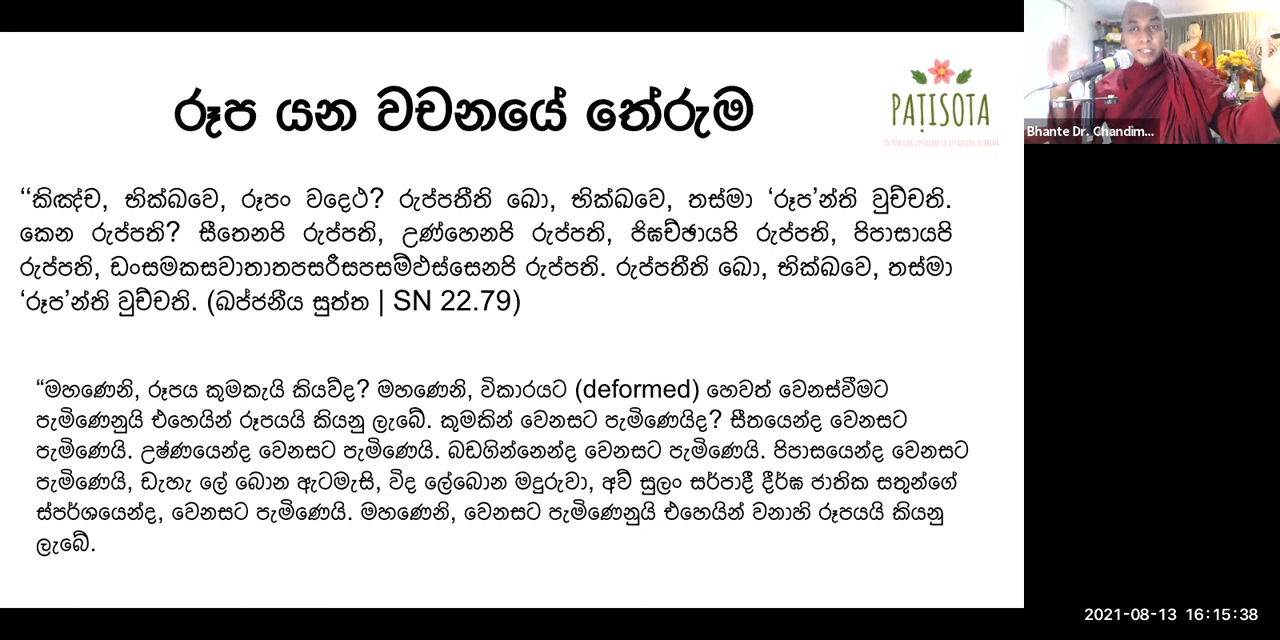 රූප යන වචනයේ තේරුම
PAṬISOTA
Bhante Dr. Chandim...
“කිඤ්ච, භික්ඛවෙ, රූපං වදෙථ? රුප්පතීති ඛො, භික්ඛවෙ, තස්මා ‘රූප’න්ති වුච්චති.
කෙන රුප්පති? සීතෙනපි රුප්පති, උණ්හෙනපි රුප්පති, ජිඝච්ඡායපි රුප්පති, පිපාසායපි
රුප්පති, ඩංසමකසවාතාතපසරීසපසම්ඵස්සෙනපි රුප්පති. රුප්පතීති ඛො, භික්ඛවෙ, තස්මා
‘රූප’න්ති වුච්චති. (ඛජ්ජනීය සුත්ත | SN 22.79)
“මහණෙනි, රූපය කුමකැයි කියව්ද? මහණෙනි, විකාරයට (deformed) හෙවත් වෙනස්වීමට
පැමිණෙනුයි එහෙයින් රූපයයි කියනු ලැබේ. කුමකින් වෙනසට පැමිණෙයිද? සීතයෙන්ද වෙනසට
පැමිණෙයි. උෂ්ණයෙන්ද වෙනසට පැමිණෙයි. බඩගින්නෙන්ද වෙනසට පැමිණෙයි. පිපාසයෙන්ද වෙනසට
පැමිණෙයි, ඩැහැ ලේ බොන ඇටමැසි, විද ලේබොන මදුරුවා, අව් සුලං සර්පාදී දීර්ඝ ජාතික සතුන්ගේ
ස්පර්ශයෙන්ද, වෙනසට පැමිණෙයි. මහණෙනි, වෙනසට පැමිණෙනුයි එහෙයින් වනාහි රූපයයි කියනු
ලැබේ.
2021-08-13 16:15:38